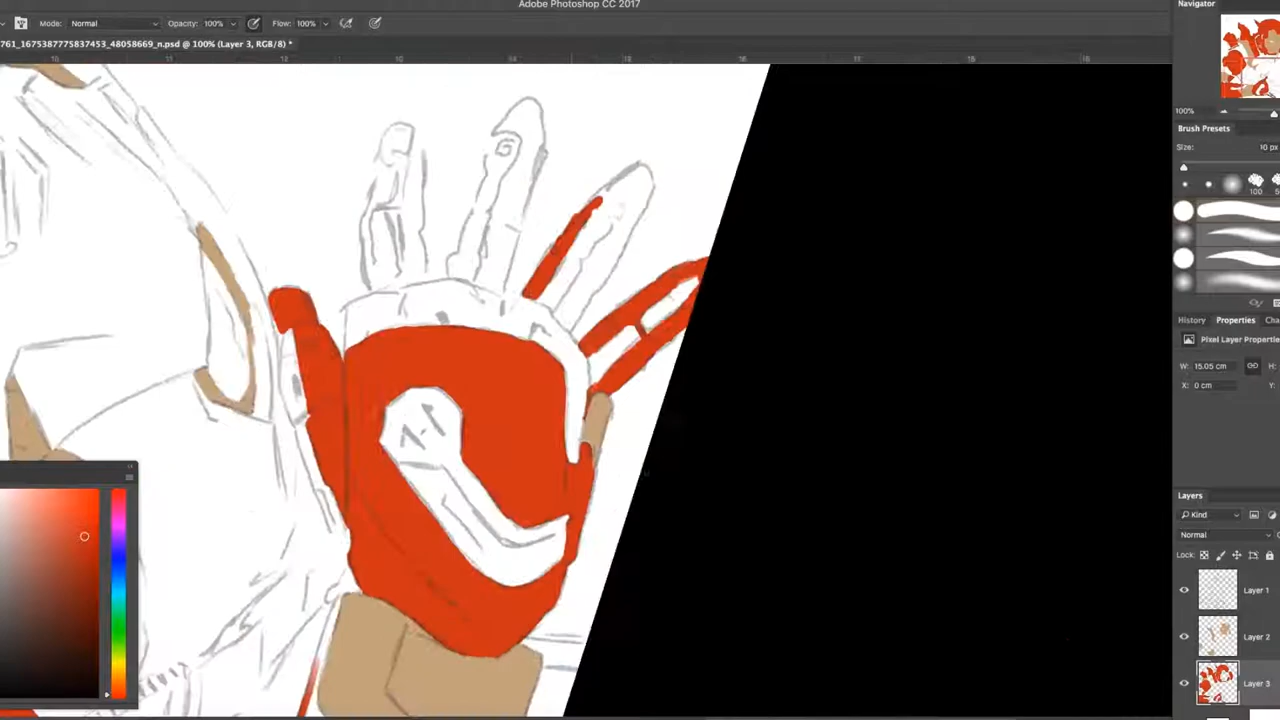 Adobe Photoshop CC 2017
Mode: Normal Opacity: 100% Flow: 100%
761_1675387775837453_48058669_n.psd @ 100% (Layer 3, RGB/8) *
Navigator
100%
Brush Presets
Size: 10 px
100
History Properties
Pixel Layer Properti
W: 15.05 cm H:
X: 0 cm Y:
Layers
Kind
Normal
Lock:
Layer 1
Layer 2
Layer 3